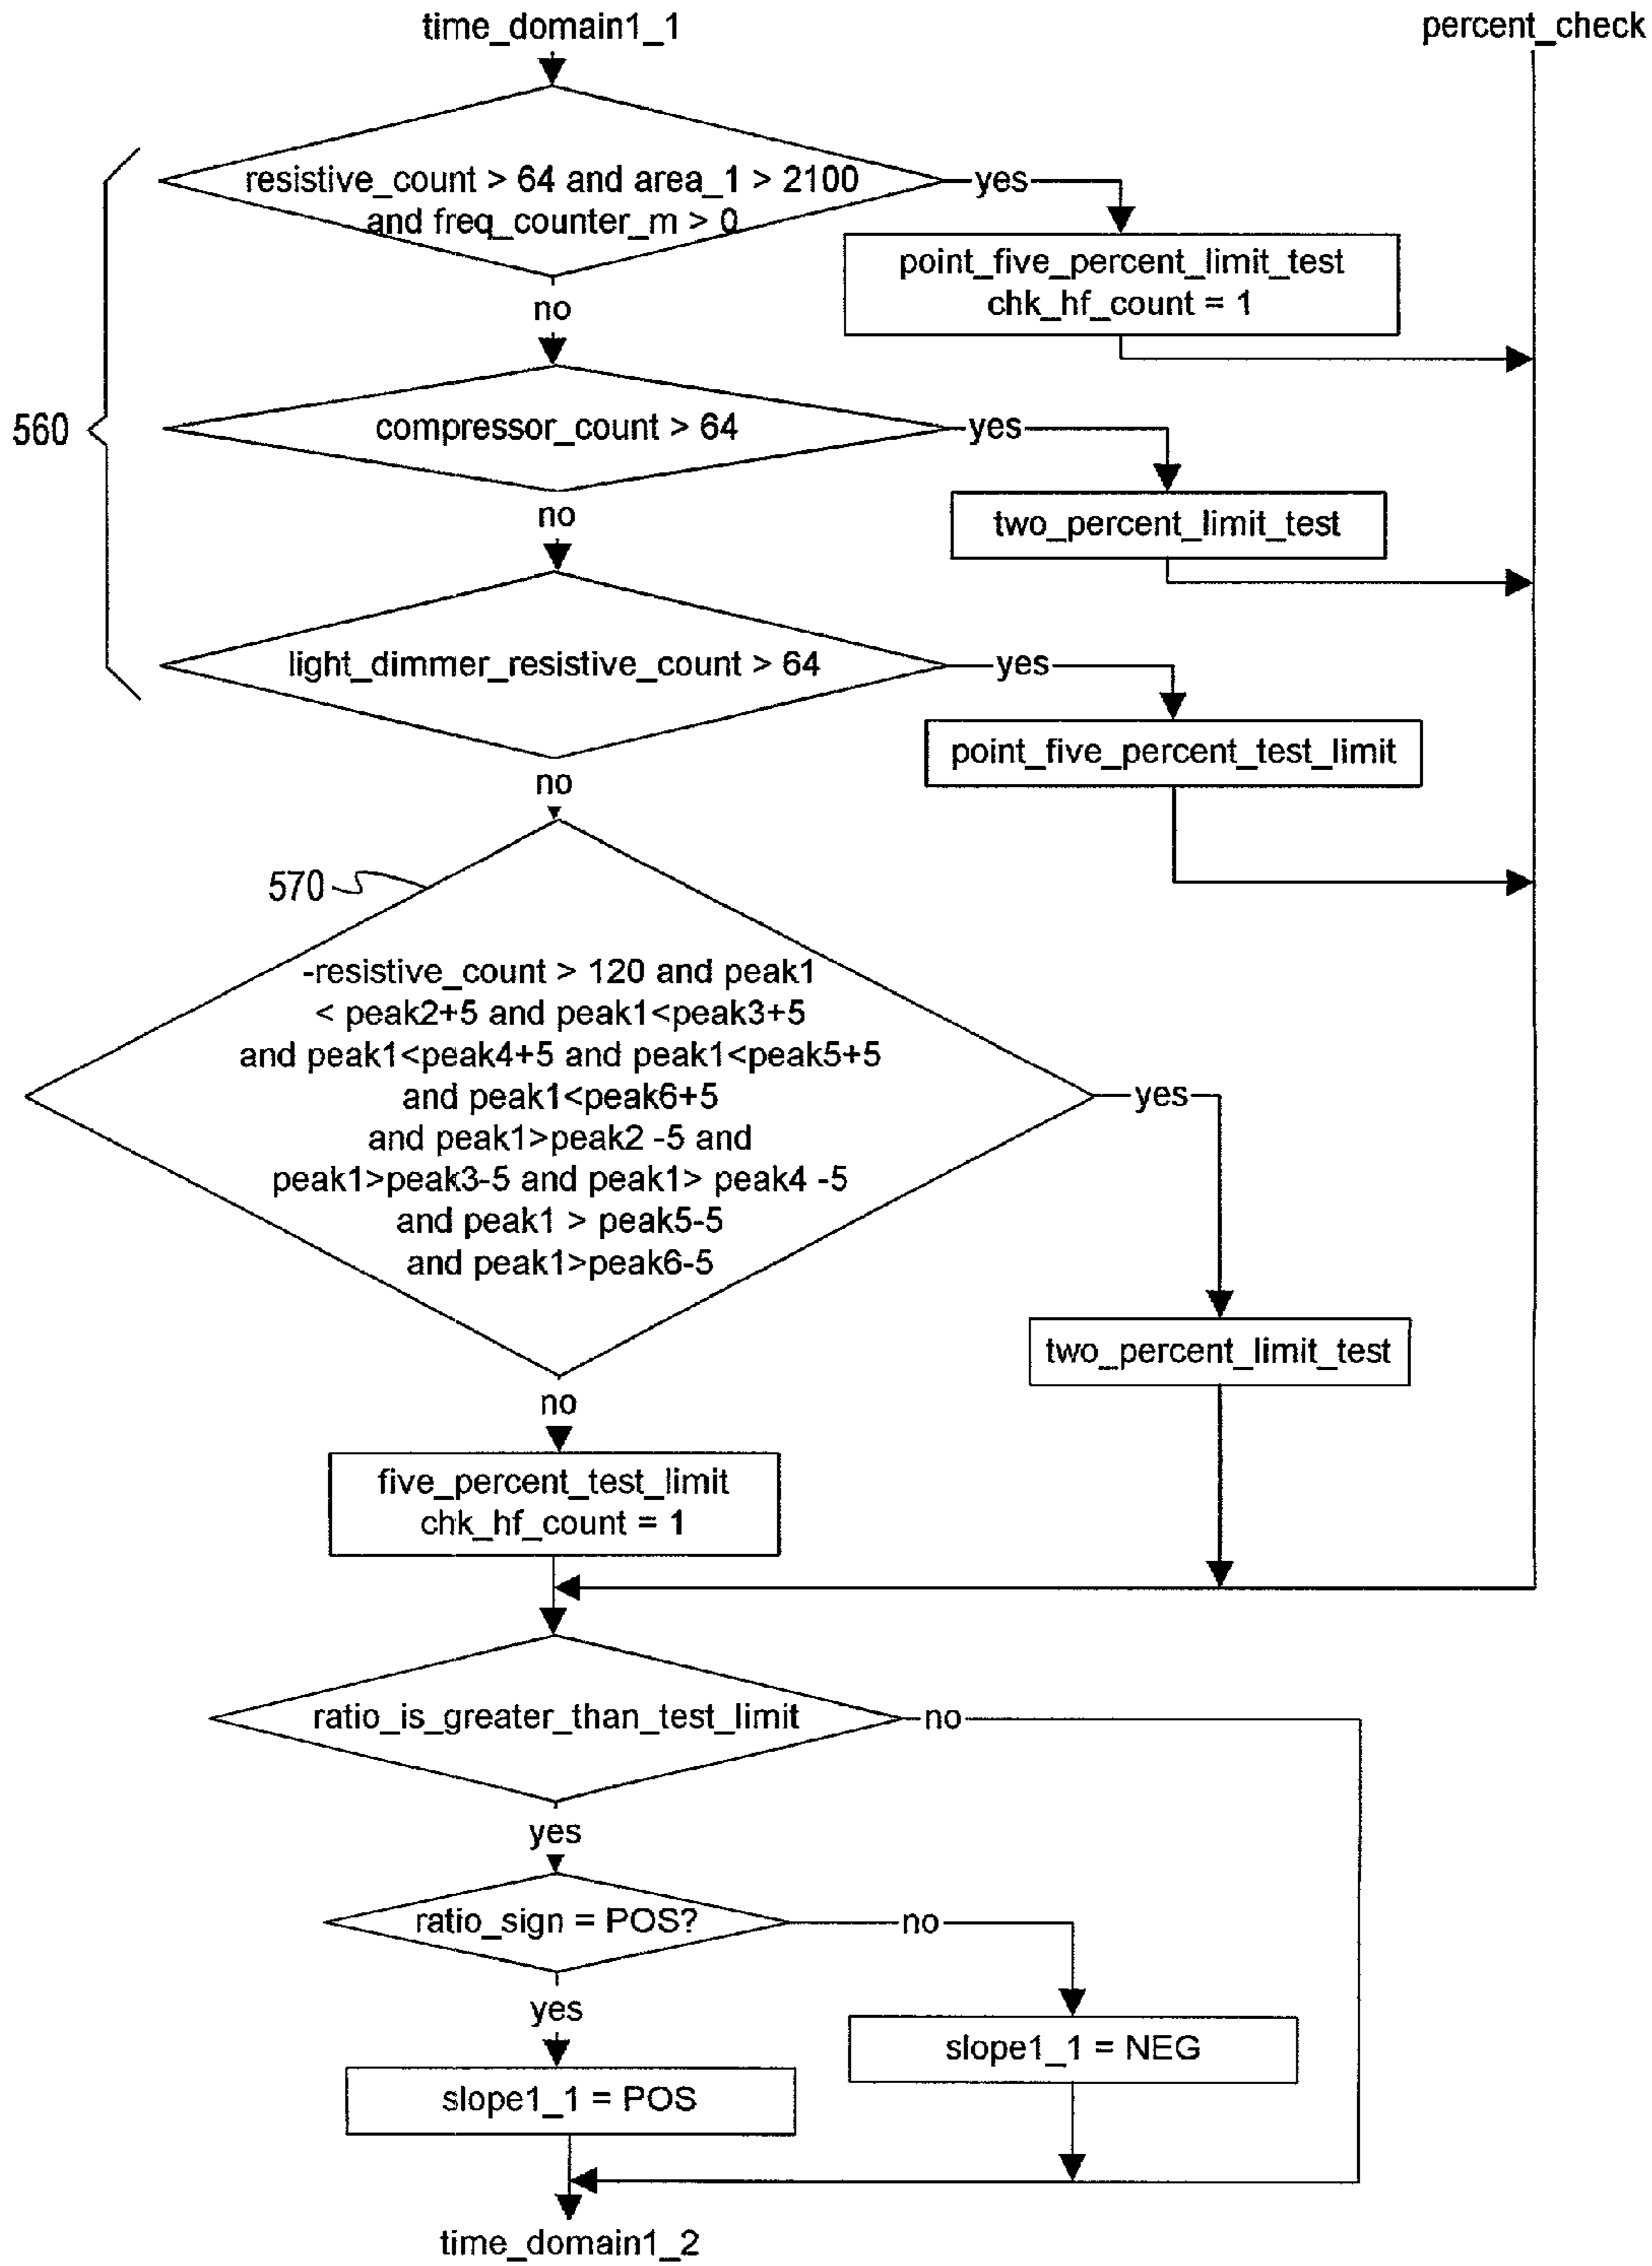 time_domain1_1
percent_check
resistive_count > 64 and area_1 > 2100
and freq_counter_m > 0
yes
point_five_percent_limit_test
chk_hf_count = 1
no
560
compressor_count > 64
yes
two_percent_limit_test
no
light_dimmer_resistive_count > 64
yes
point_five_percent_test_limit
no
570
-resistive_count > 120 and peak1
< peak2+5 and peak1<peak3+5
and peak1<peak4+5 and peak1<peak5+5
and peak1<peak6+5
and peak1>peak2 -5 and
peak1>peak3-5 and peak1> peak4 -5
and peak1 > peak5-5
and peak1>peak6-5
yes
two_percent_limit_test
no
five_percent_test_limit
chk_hf_count = 1
ratio_is_greater_than_test_limit
no
yes
ratio_sign = POS?
no
yes
slope1_1 = NEG
slope1_1 = POS
time_domain1_2